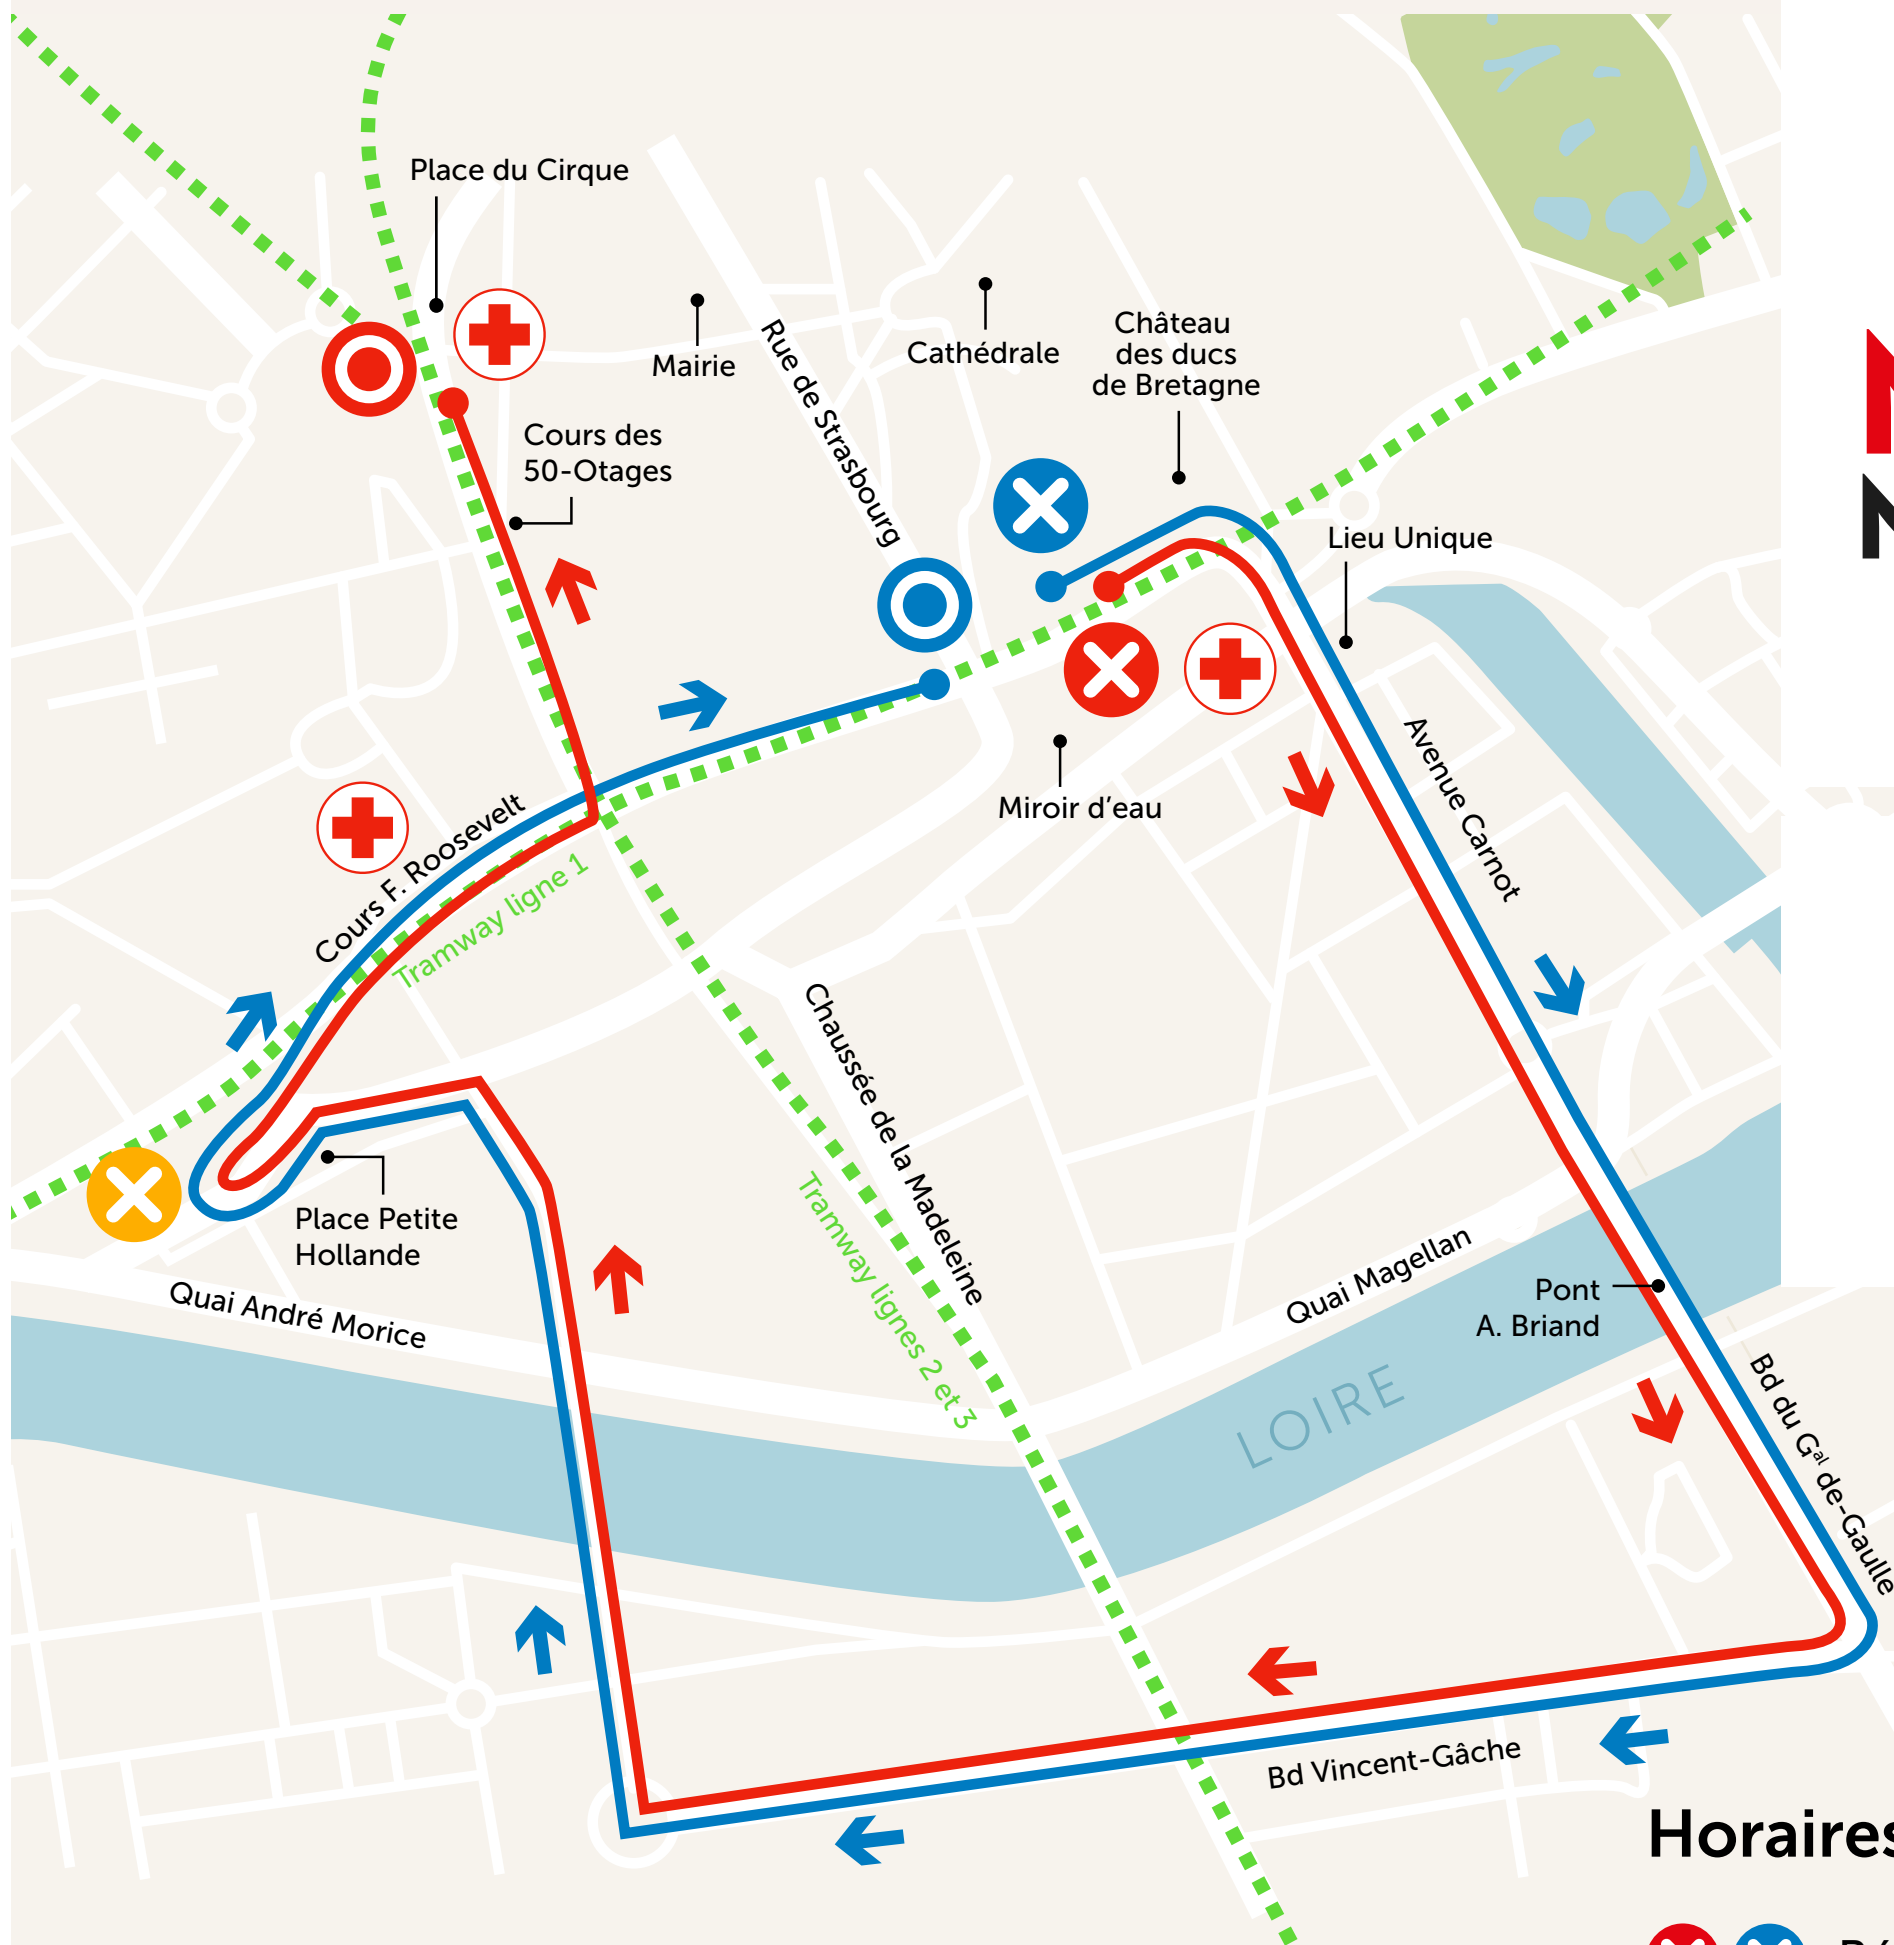 Place du Cirque
Mairie
Rue de Strasbourg
Cathédrale
Château
des ducs
de Bretagne
Cours des
50-Otages
Lieu Unique
Miroir d'eau
Avenue Carnot
Cours F. Roosevelt
Tramway ligne 1
Chaussée de la Madeleine
Tramway lignes 2 et 3
Place Petite
Hollande
Quai André Morice
Quai Magellan
Pont
A. Briand
LOIRE
Bd du Gal de-Gaulle
Bd Vincent-Gâche
Horaires